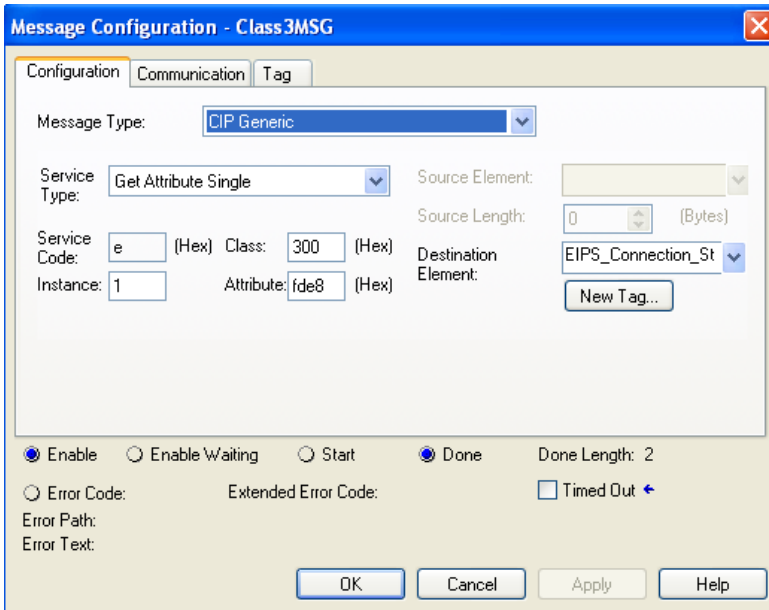 Message Configuration - Class3MSG
Configuration Communication Tag
Message Type: CIP Generic
Service Type: Get Attribute Single
Source Element:
Source Length: 0 (Bytes)
Service Code: e (Hex) Class: 300 (Hex)
Destination Element: EIPS_Connection_St
Instance: 1 Attribute: fde8 (Hex)
New Tag...
Enable Enable Waiting Start Done Done Length: 2
Error Code: Extended Error Code: Timed Out
Error Path:
Error Text:
OK Cancel Apply Help